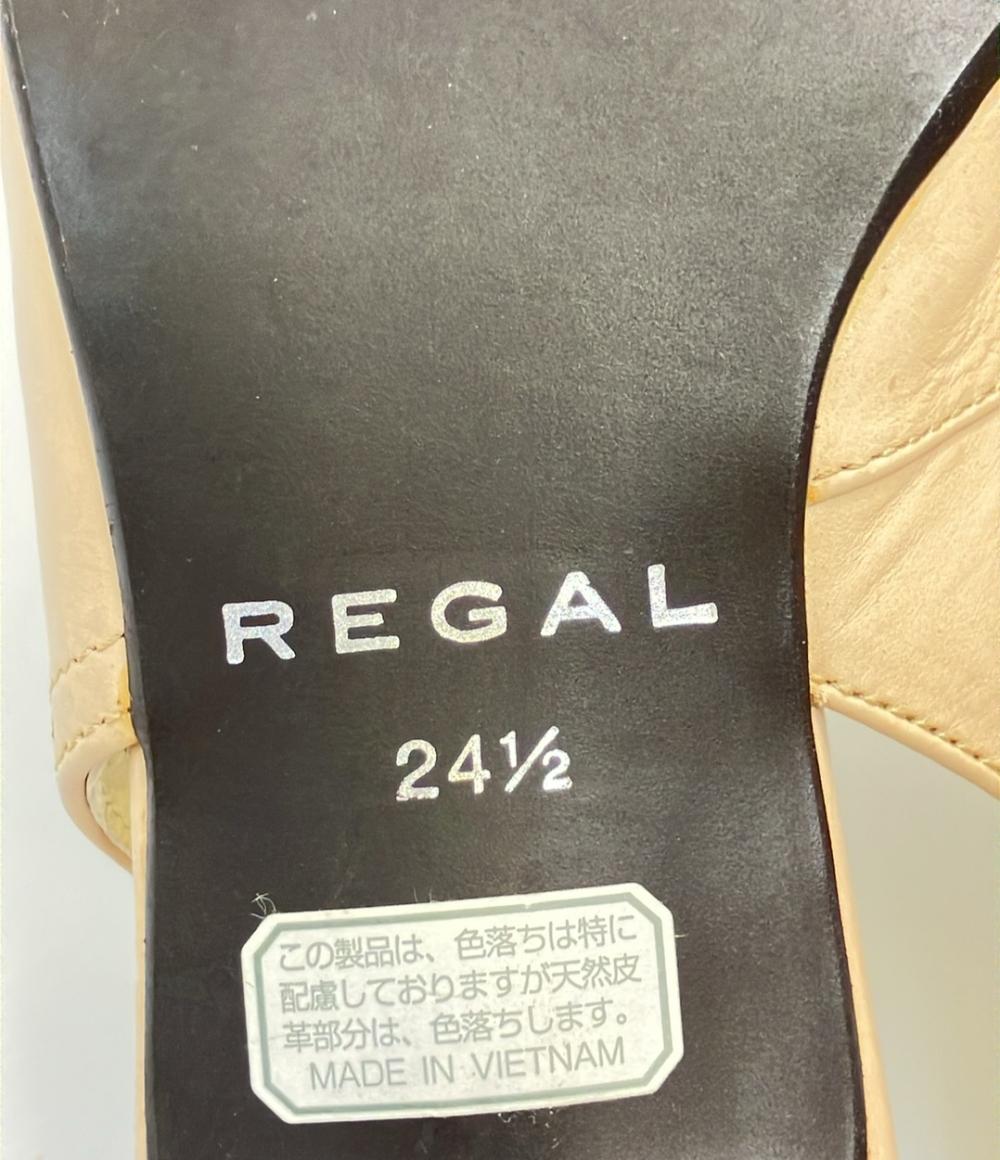 REGAL
24½
この製品は、色落ちは特に
配慮しておりますが天然皮
革部分は、色落ちします。
MADE IN VIETNAM